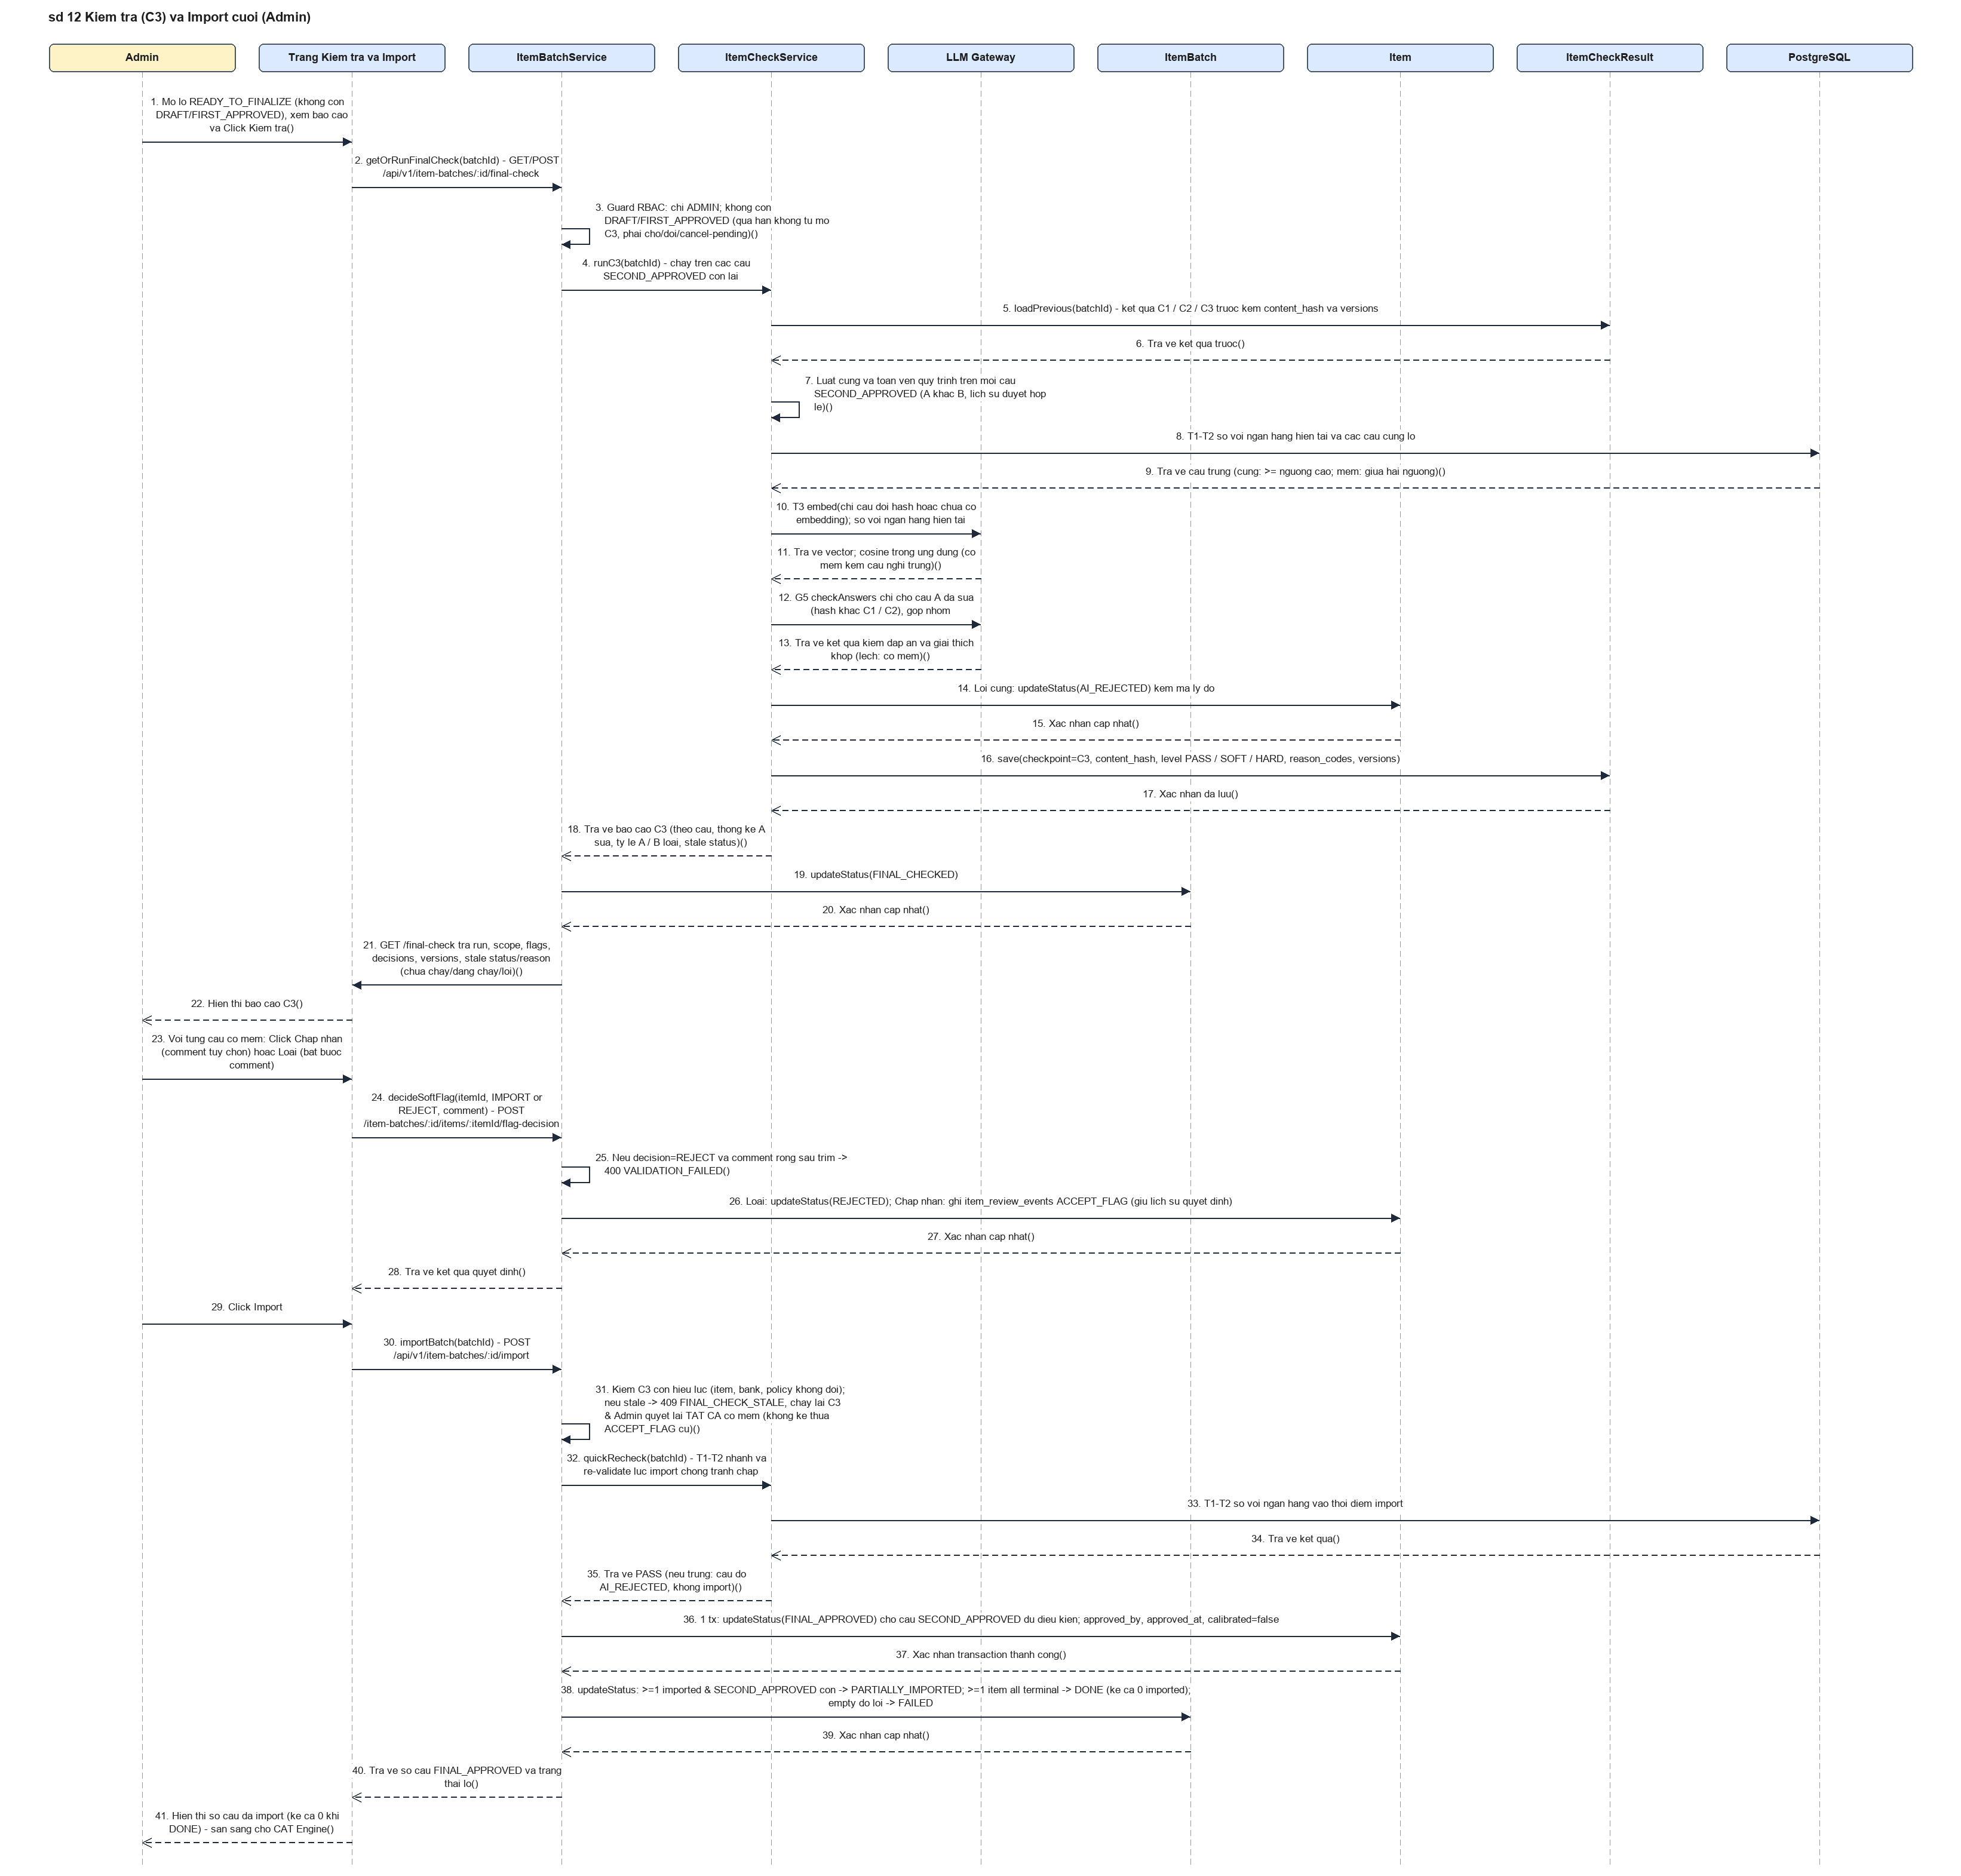 sd 12 Kiem tra (C3) va Import cuoi (Admin)
Admin
Trang Kiem tra va Import
ItemBatchService
ItemCheckService
LLM Gateway
ItemBatch
Item
ItemCheckResult
PostgreSQL
1. Mo lo READY_TO_FINALIZE (khong con
DRAFT/FIRST_APPROVED), xem bao cao
va Click Kiem tra()
2. getOrRunFinalCheck(batchId) - GET/POST
/api/v1/item-batches/:id/final-check
3. Guard RBAC: chi ADMIN; khong con
DRAFT/FIRST_APPROVED (qua han khong tu mo
C3, phai cho/doi/cancel-pending)()
4. runC3(batchId) - chay tren cac cau
SECOND_APPROVED con lai
5. loadPrevious(batchId) - ket qua C1 / C2 / C3 truoc kem content_hash va versions
6. Tra ve ket qua truoc()
7. Luat cung va toan ven quy trinh tren moi cau
SECOND_APPROVED (A khac B, lich su duyet hop
le)()
8. T1-T2 so voi ngan hang hien tai va cac cau cung lo
9. Tra ve cau trung (cung: >= nguong cao; mem: giua hai nguong)()
10. T3 embed(chi cau doi hash hoac chua co
embedding); so voi ngan hang hien tai
11. Tra ve vector; cosine trong ung dung (co
mem kem cau nghi trung)()
12. G5 checkAnswers chi cho cau A da sua
(hash khac C1 / C2), gop nhom
13. Tra ve ket qua kiem dap an va giai thich
khop (lech: co mem)()
14. Loi cung: updateStatus(AI_REJECTED) kem ma ly do
15. Xac nhan cap nhat()
16. save(checkpoint=C3, content_hash, level PASS / SOFT / HARD, reason_codes, versions)
17. Xac nhan da luu()
18. Tra ve bao cao C3 (theo cau, thong ke A
sua, ty le A / B loai, stale status)()
19. updateStatus(FINAL_CHECKED)
20. Xac nhan cap nhat()
21. GET /final-check tra run, scope, flags,
decisions, versions, stale status/reason
(chua chay/dang chay/loi)()
22. Hien thi bao cao C3()
23. Voi tung cau co mem: Click Chap nhan
(comment tuy chon) hoac Loai (bat buoc
comment)
24. decideSoftFlag(itemId, IMPORT or
REJECT, comment) - POST
/item-batches/:id/items/:itemId/flag-decision
25. Neu decision=REJECT va comment rong sau trim ->
400 VALIDATION_FAILED()
26. Loai: updateStatus(REJECTED); Chap nhan: ghi item_review_events ACCEPT_FLAG (giu lich su quyet dinh)
27. Xac nhan cap nhat()
28. Tra ve ket qua quyet dinh()
29. Click Import
30. importBatch(batchId) - POST
/api/v1/item-batches/:id/import
31. Kiem C3 con hieu luc (item, bank, policy khong doi);
neu stale -> 409 FINAL_CHECK_STALE, chay lai C3
& Admin quyet lai TAT CA co mem (khong ke thua
ACCEPT_FLAG cu)()
32. quickRecheck(batchId) - T1-T2 nhanh va
re-validate luc import chong tranh chap
33. T1-T2 so voi ngan hang vao thoi diem import
34. Tra ve ket qua()
35. Tra ve PASS (neu trung: cau do
AI_REJECTED, khong import)()
36. 1 tx: updateStatus(FINAL_APPROVED) cho cau SECOND_APPROVED du dieu kien; approved_by, approved_at, calibrated=false
37. Xac nhan transaction thanh cong()
38. updateStatus: >=1 imported & SECOND_APPROVED con -> PARTIALLY_IMPORTED; >=1 item all terminal -> DONE (ke ca 0 imported);
empty do loi -> FAILED
39. Xac nhan cap nhat()
40. Tra ve so cau FINAL_APPROVED va trang
thai lo()
41. Hien thi so cau da import (ke ca 0 khi
DONE) - san sang cho CAT Engine()